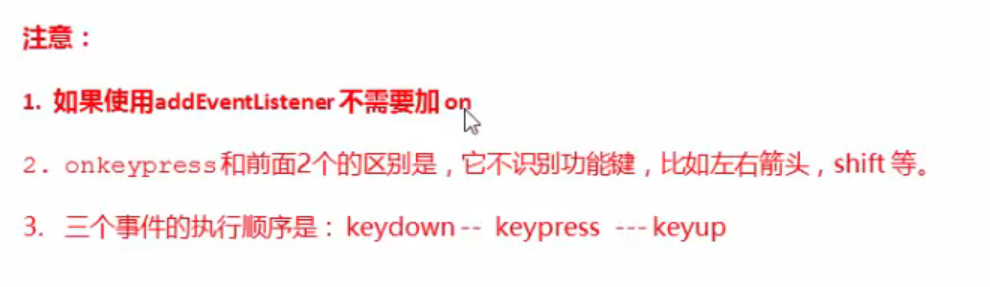 注意：
1. 如果使用addEventListener 不需要加 on
2. onkeypress和前面2个的区别是，它不识别功能键，比如左右箭头，shift 等。
3. 三个事件的执行顺序是：keydown -- keypress --- keyup